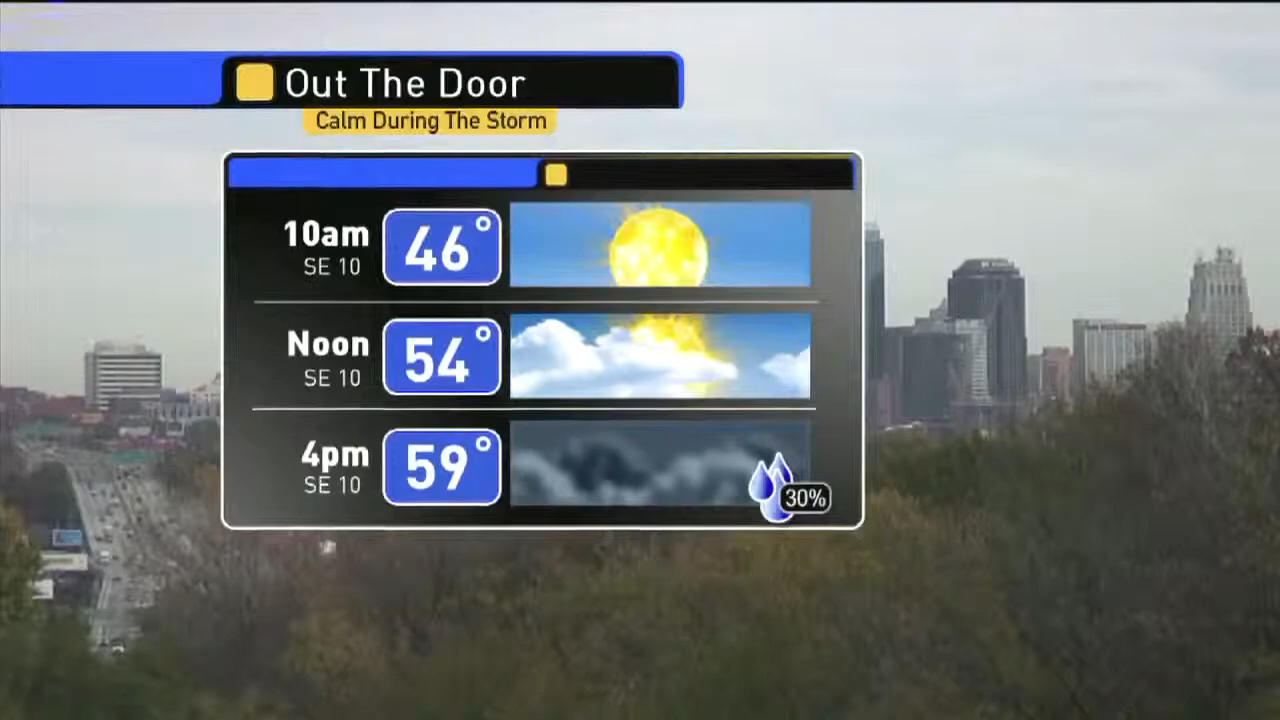 Out The Door
Calm During The Storm
10am
SE 10
46°
Noon
SE 10
54°
4pm
SE 10
59°
30%